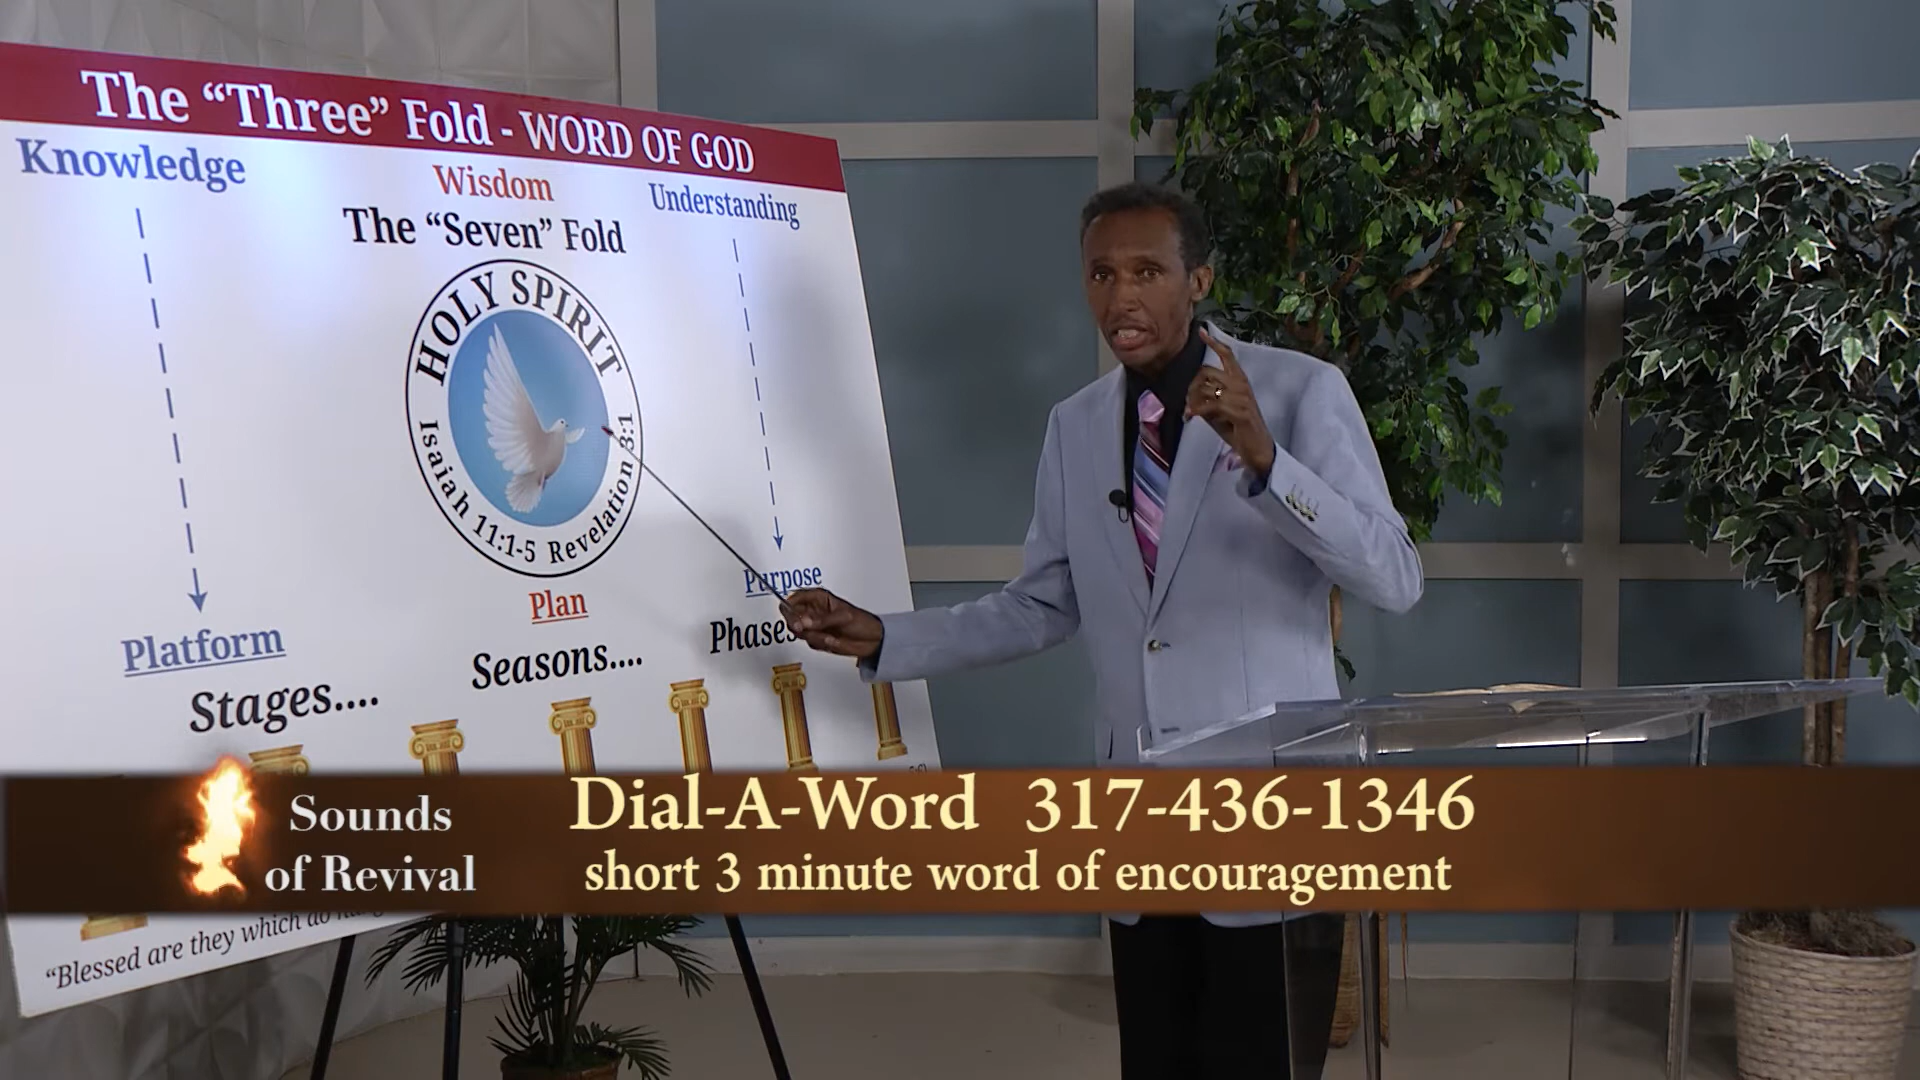 The “Three” Fold - WORD OF GOD
Knowledge
Wisdom
Understanding
The “Seven” Fold
HOLY SPIRIT
Isaiah 11:1-5 Revelation 3:1
Platform
Plan
Purpose
Stages....
Seasons....
Phases
Sounds
of Revival
Dial-A-Word 317-436-1346
short 3 minute word of encouragement
“Blessed are they which do